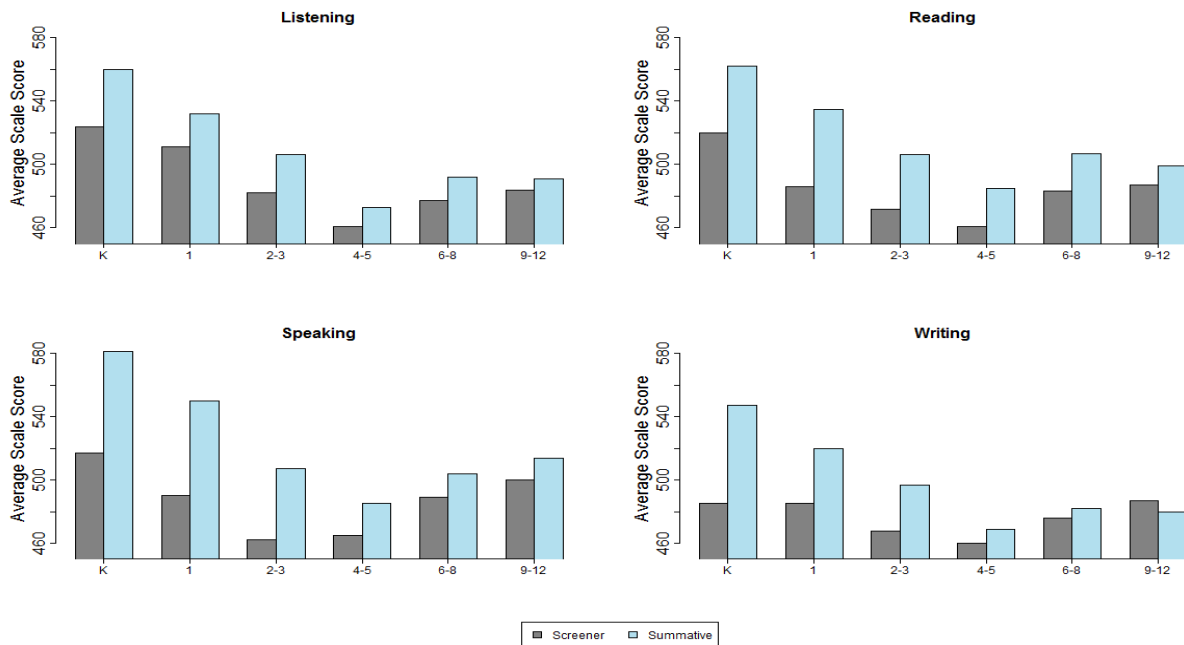 Listening
Average Scale Score
580
540
500
460
K 1 2-3 4-5 6-8 9-12
Reading
Average Scale Score
580
540
500
460
K 1 2-3 4-5 6-8 9-12
Speaking
Average Scale Score
580
540
500
460
K 1 2-3 4-5 6-8 9-12
Writing
Average Scale Score
580
540
500
460
K 1 2-3 4-5 6-8 9-12
Screener Summative